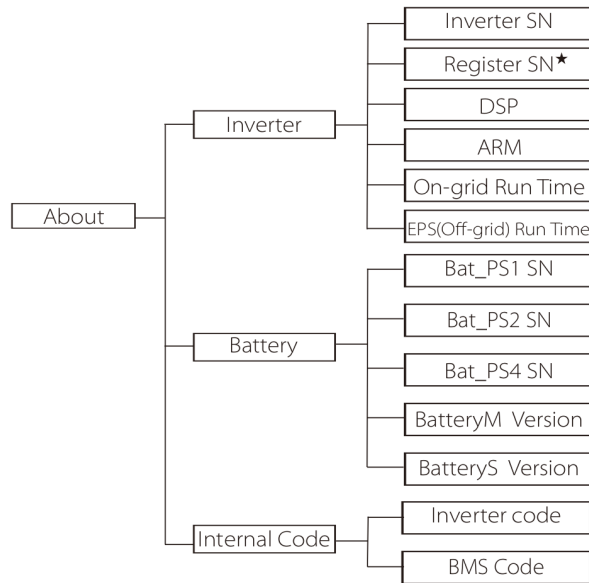 About
Inverter
Inverter SN
Register SN★
DSP
ARM
On-grid Run Time
EPS(Off-grid) Run Time
Battery
Bat_PS1 SN
Bat_PS2 SN
Bat_PS4 SN
BatteryM Version
BatteryS Version
Internal Code
Inverter code
BMS Code